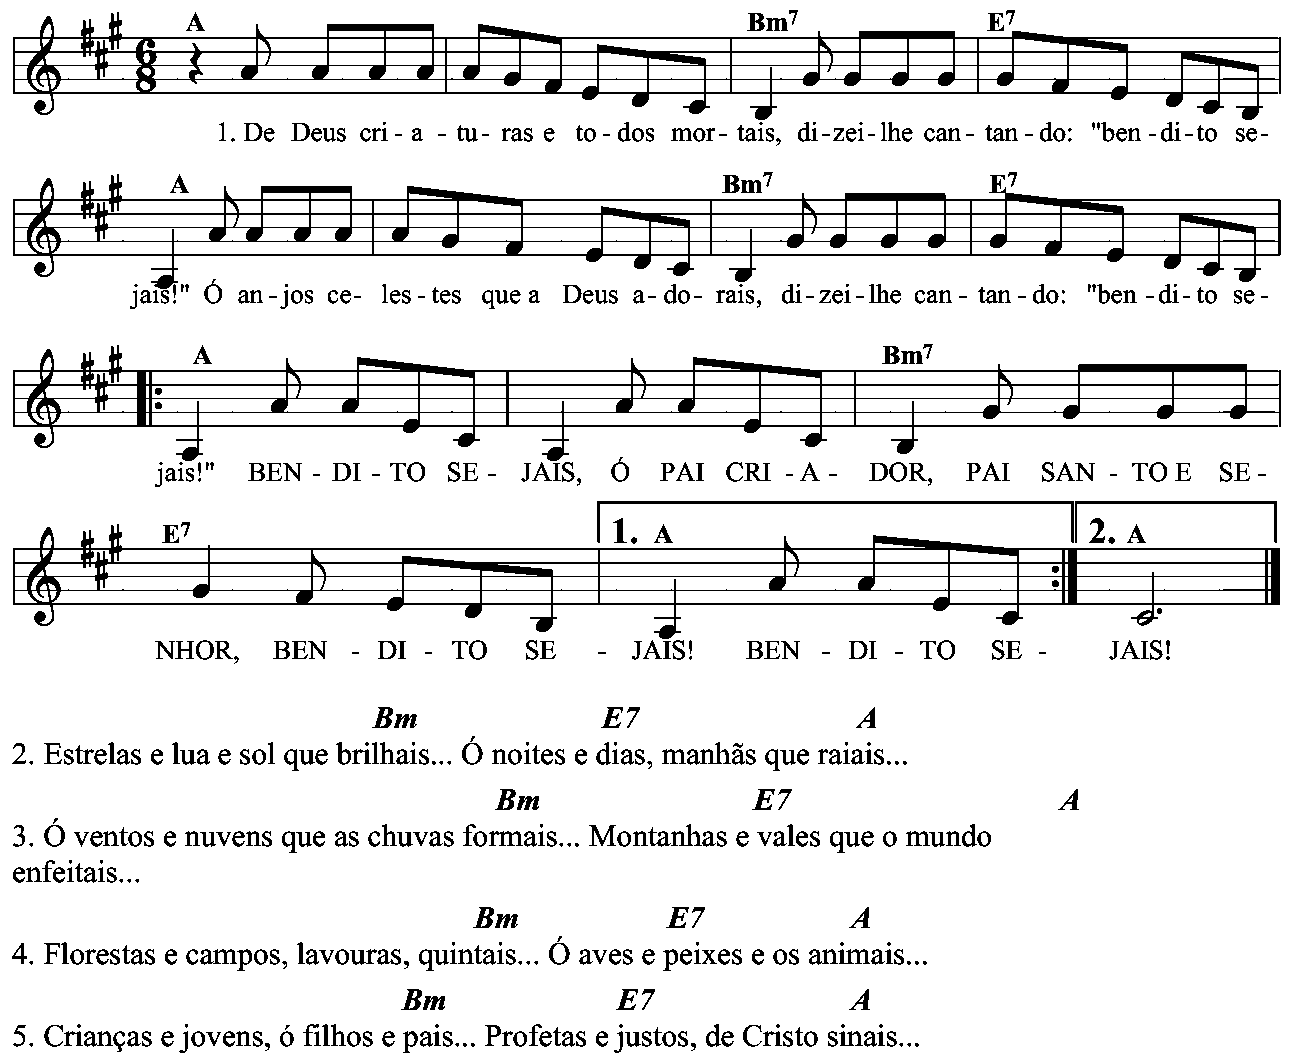 A Bm7 E7
6
8
1. De Deus cri - a - tu - ras e to - dos mor - tais, di - zei - lhe can - tan - do: "ben - di - to se -
A Bm7 E7
jais!" Ó an - jos ce - les - tes que a Deus a - do - rais, di - zei - lhe can - tan - do: "ben - di - to se -
A Bm7
jais!" BEN - DI - TO SE - JAIS, Ó PAI CRI - A - DOR, PAI SAN - TO E SE -
E7 1. A 2. A
NHOR, BEN - DI - TO SE - JAIS! BEN - DI - TO SE - JAIS!
Bm E7 A
2. Estrelas e lua e sol que brilhais... Ó noites e dias, manhãs que raiais...
Bm E7 A
3. Ó ventos e nuvens que as chuvas formais... Montanhas e vales que o mundo
enfeitais...
Bm E7 A
4. Florestas e campos, lavouras, quintais... Ó aves e peixes e os animais...
Bm E7 A
5. Crianças e jovens, ó filhos e pais... Profetas e justos, de Cristo sinais...